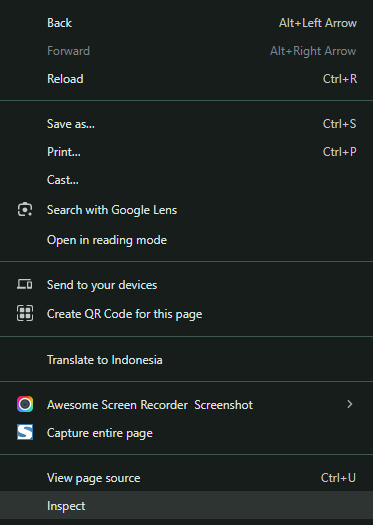 Back Alt+Left Arrow
Forward Alt+Right Arrow
Reload Ctrl+R
Save as... Ctrl+S
Print... Ctrl+P
Cast...
Search with Google Lens
Open in reading mode
Send to your devices
Create QR Code for this page
Translate to Indonesia
Awesome Screen Recorder  Screenshot
Capture entire page
View page source Ctrl+U
Inspect